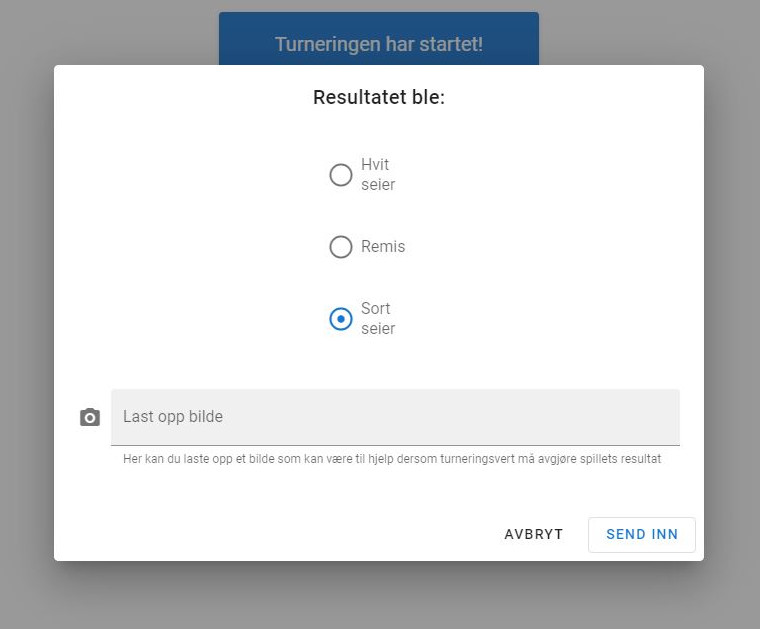 Turneringen har startet!
Resultatet ble:
Hvit
seier
Remis
Sort
seier
Last opp bilde
Her kan du laste opp et bilde som kan være til hjelp dersom turneringsvert må avgjøre spillets resultat
AVBRYT
SEND INN